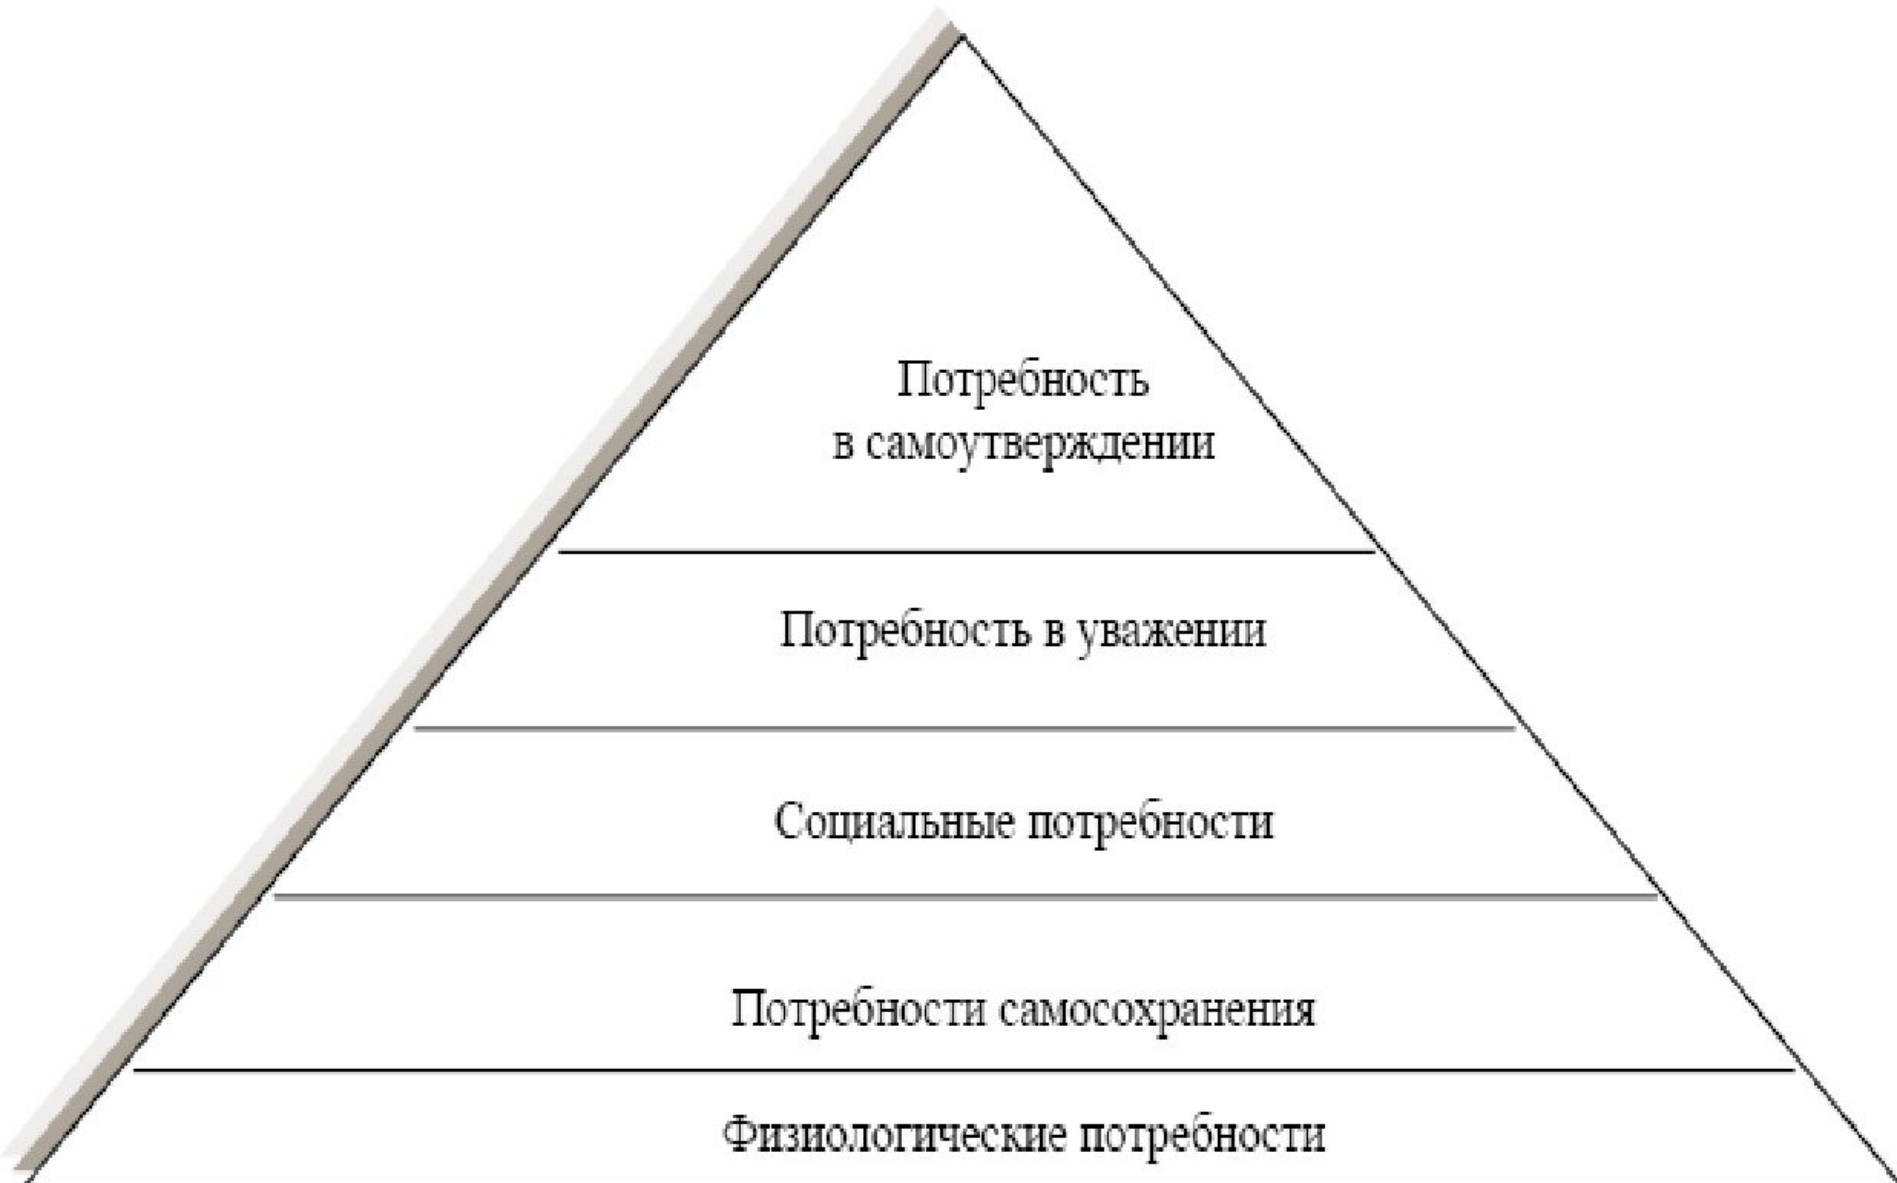 Потребность
в самоутверждении
Потребность в уважении
Социальные потребности
Потребности самосохранения
Физиологические потребности